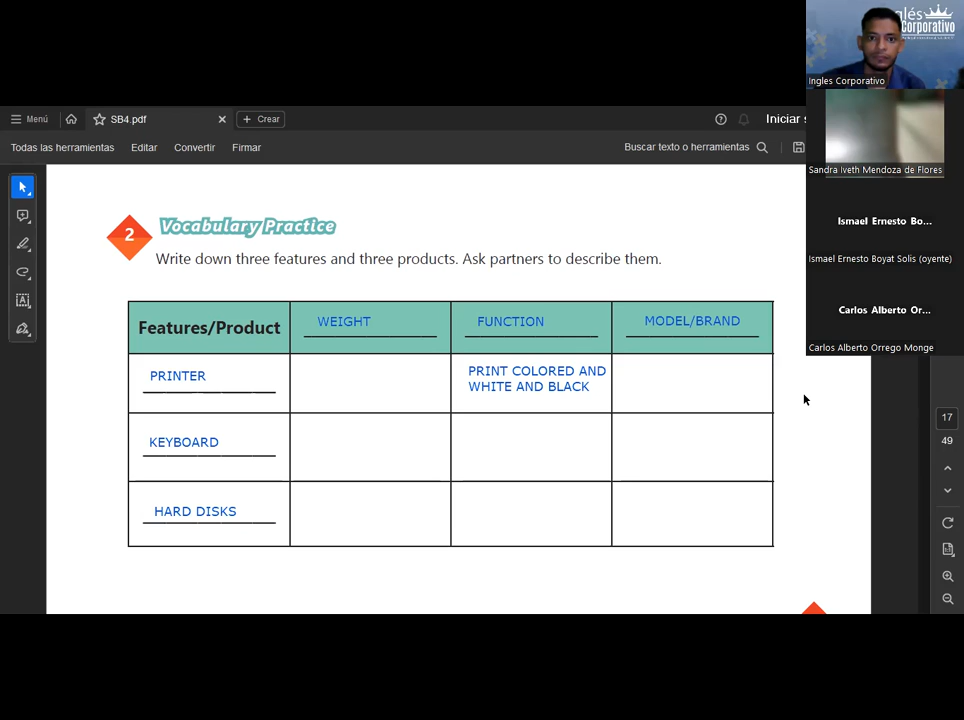 Inglés
Corporativo
Ingles Corporativo
Menú
SB4.pdf
Crear
Iniciar s
Todas las herramientas
Editar
Convertir
Firmar
Buscar texto o herramientas
Sandra Iveth Mendoza de Flores
Ismael Ernesto Bo...
Ismael Ernesto Boyat Solis (oyente)
Carlos Alberto Or...
Carlos Alberto Orrego Monge
2
Vocabulary Practice
Write down three features and three products. Ask partners to describe them.
Features/Product
WEIGHT
FUNCTION
MODEL/BRAND
PRINTER
PRINT COLORED AND
WHITE AND BLACK
KEYBOARD
HARD DISKS
17
49